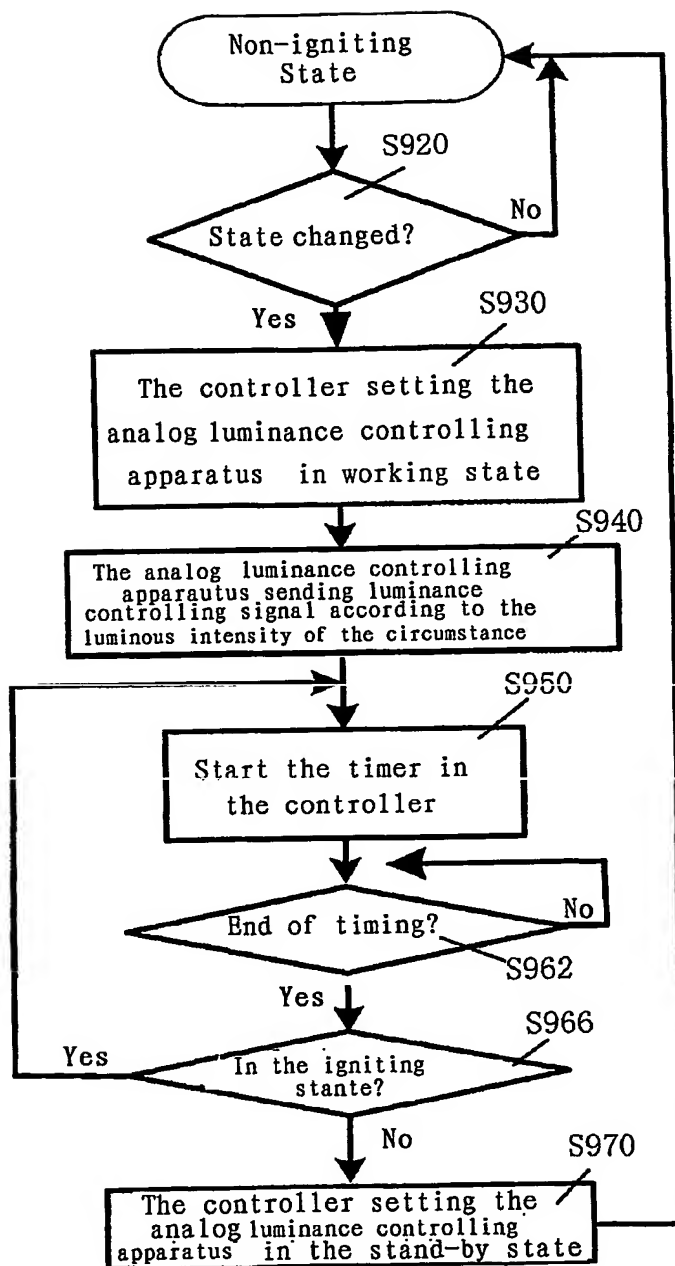 Non-igniting
State
S920
State changed?
No
Yes
S930
The controller setting the
analog luminance controlling
apparatus in working state
S940
The analog luminance controlling
apparautus sending luminance
controlling signal according to the
luminous intensity of the circumstance
S950
Start the timer in
the controller
End of timing?
No
S962
Yes
S966
Yes
In the igniting
stante?
No
S970
The controller setting the
analog luminance controlling
apparatus in the stand-by state